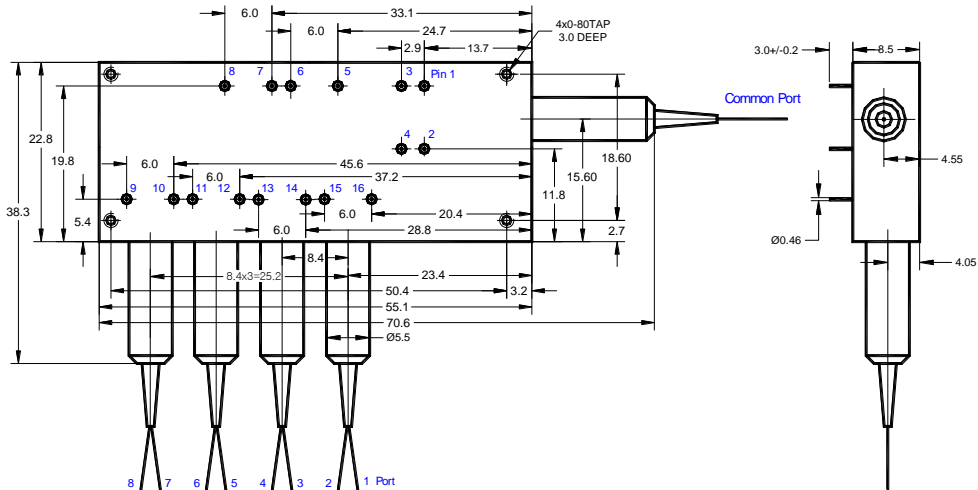 6.0 33.1
6.0 24.7
2.9 13.7
4x0-80TAP
3.0 DEEP
3.0+/-0.2 8.5
8 7 6 5 3 Pin 1
Common Port
4 2
22.8
19.8
38.3
5.4
6.0 45.6
6.0 37.2
9 10 11 12 13 14 15 16
6.0 20.4
6.0 28.8
18.60
15.60
11.8
2.7
4.55
Ø0.46
4.05
8.4
8.4x3=25.2 23.4
50.4 3.2
55.1
70.6
Ø5.5
8 7 6 5 4 3 2 1 Port